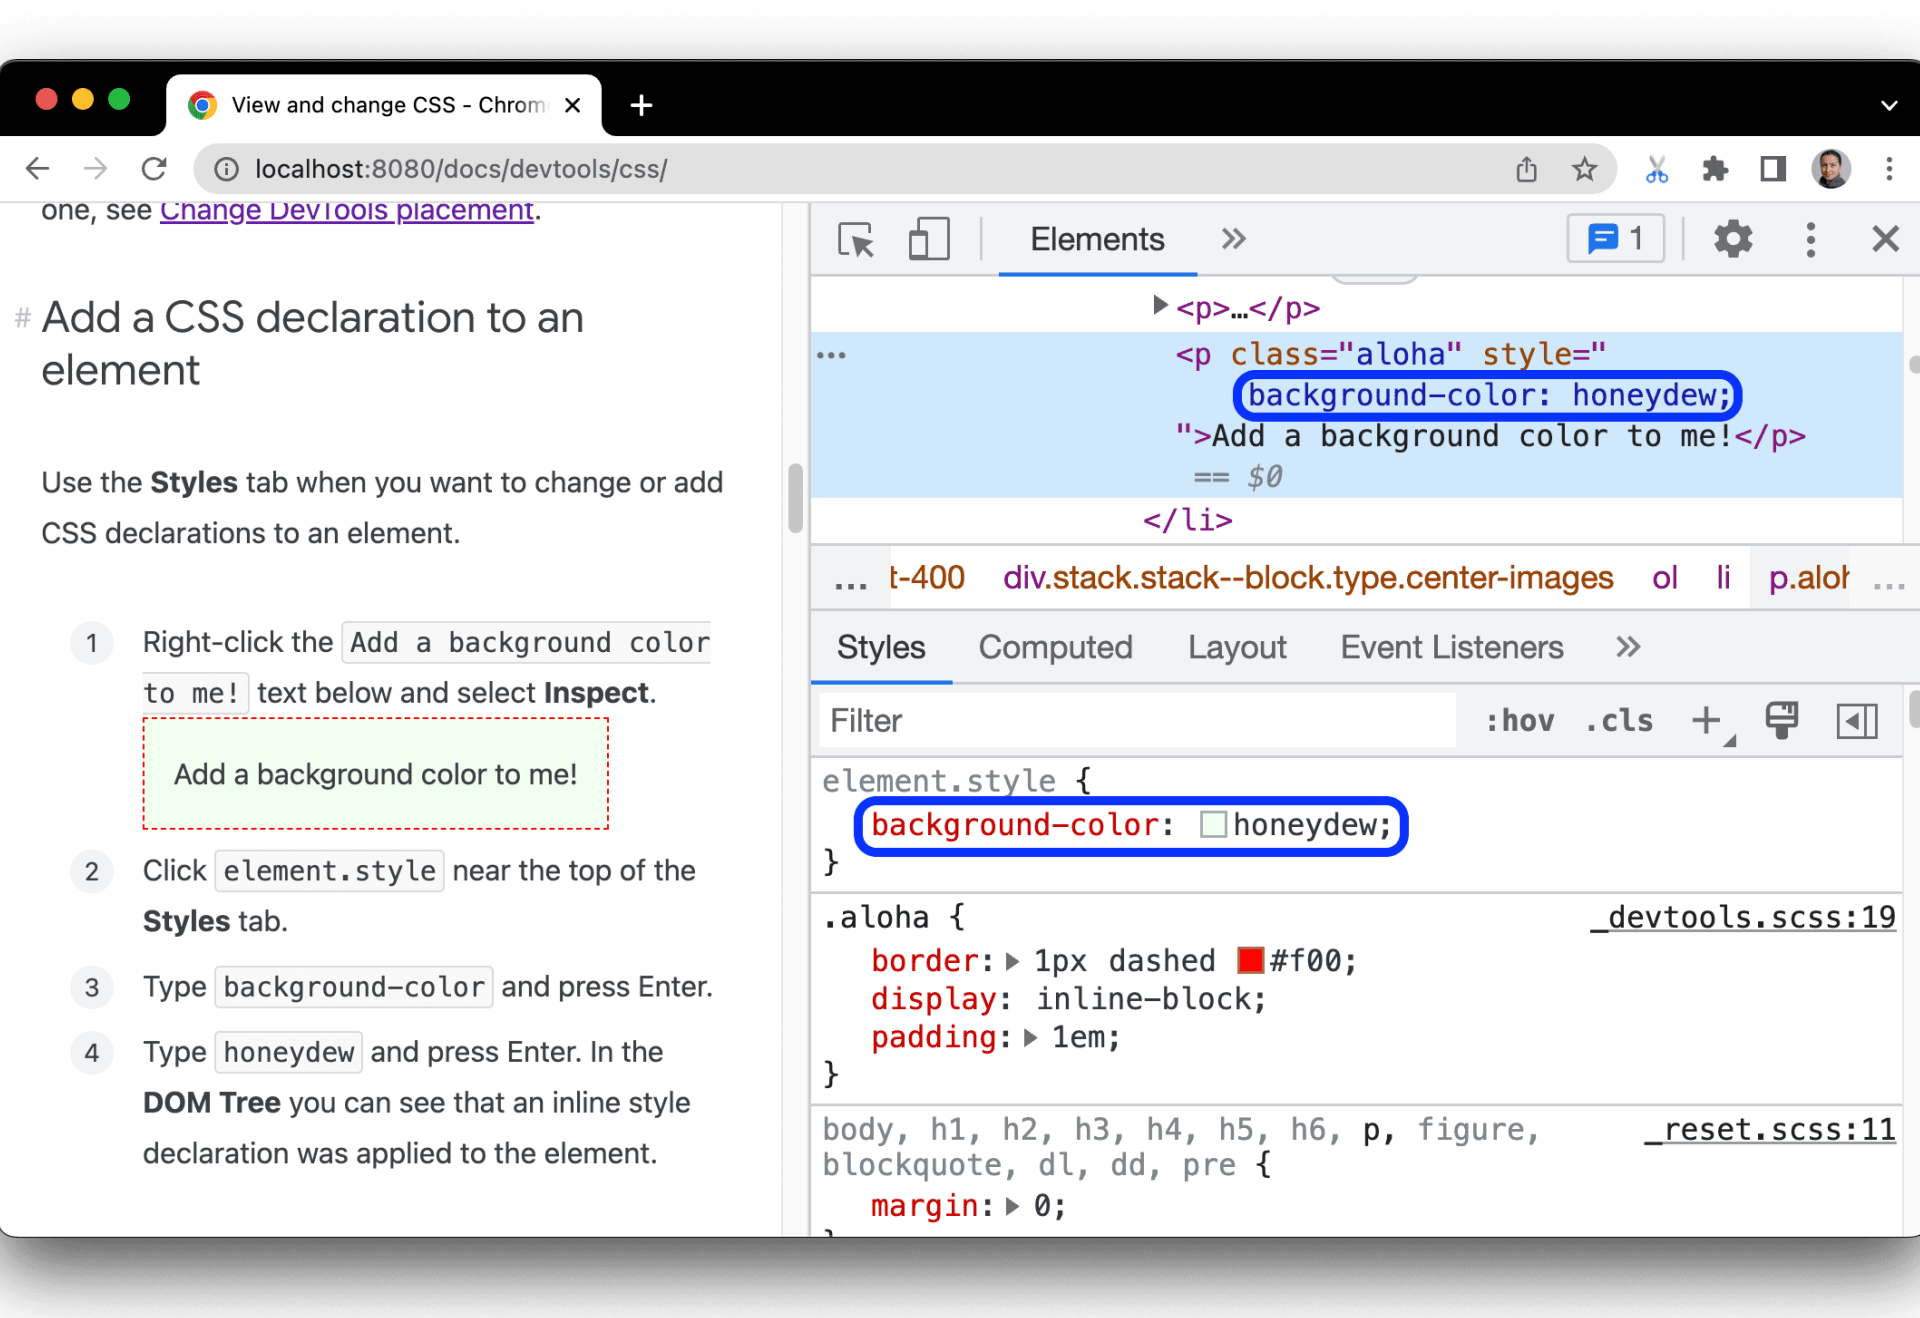 View and change CSS - Chrom
localhost:8080/docs/devtools/css/
one, see Change DevTools placement.
# Add a CSS declaration to an
element
Use the Styles tab when you want to change or add
CSS declarations to an element.
1 Right-click the Add a background color
to me! text below and select Inspect.
Add a background color to me!
2 Click element.style near the top of the
Styles tab.
3 Type background-color and press Enter.
4 Type honeydew and press Enter. In the
DOM Tree you can see that an inline style
declaration was applied to the element.
Elements 1
<p>…</p>
<p class="aloha" style="
background-color: honeydew;
">Add a background color to me!</p>
== $0
</li>
... t-400 div.stack.stack--block.type.center-images ol li p.aloh ...
Styles Computed Layout Event Listeners
Filter :hov .cls
element.style {
background-color: honeydew;
}
.aloha { _devtools.scss:19
border: 1px dashed #f00;
display: inline-block;
padding: 1em;
}
body, h1, h2, h3, h4, h5, h6, p, figure, _reset.scss:11
blockquote, dl, dd, pre {
margin: 0;
}